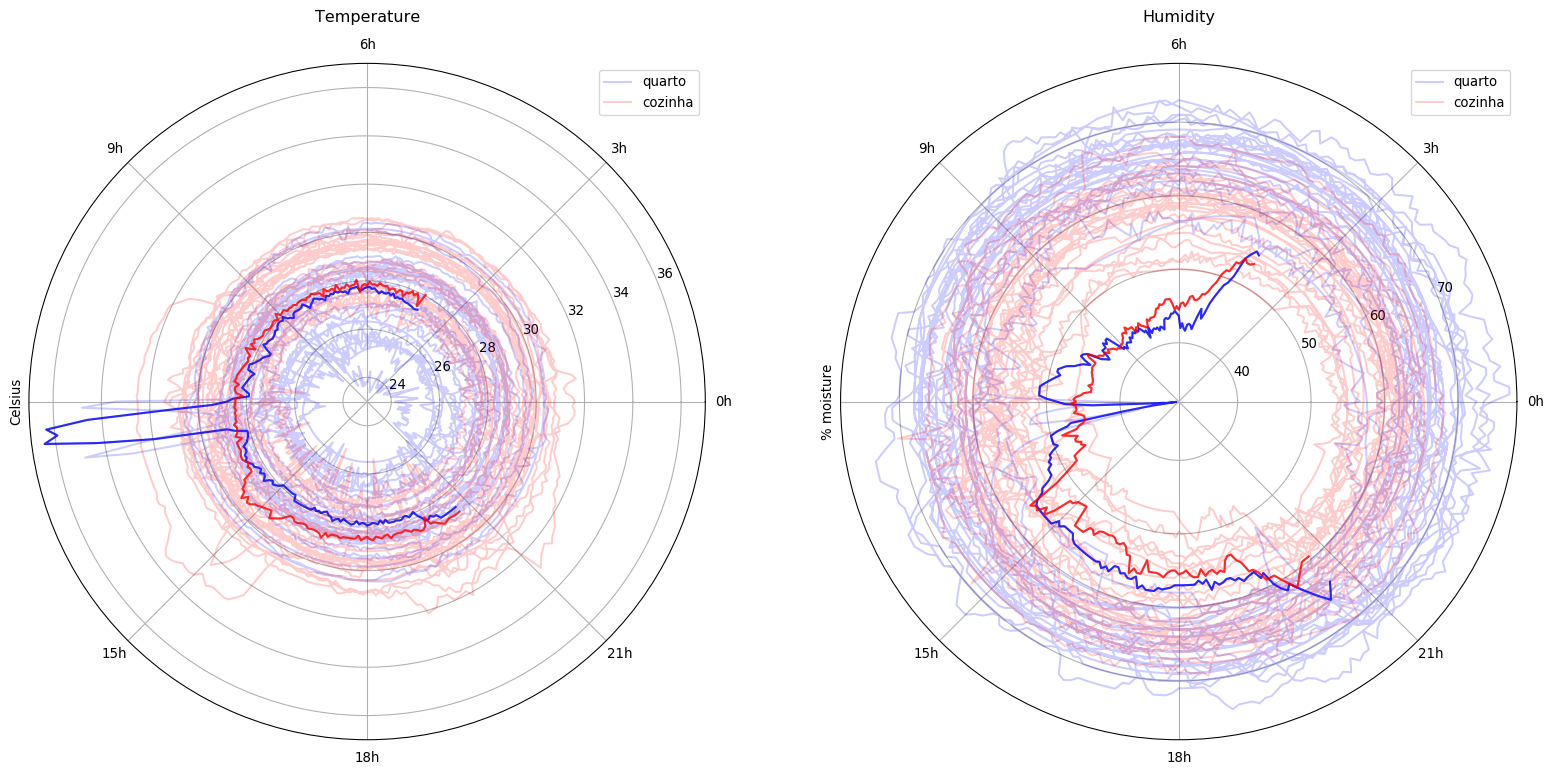 Temperature
6h
quarto
cozinha
9h
3h
36
34
32
30
28
26
24
Celsius
0h
15h
21h
18h
Humidity
6h
quarto
cozinha
9h
3h
70
60
50
40
% moisture
0h
15h
21h
18h